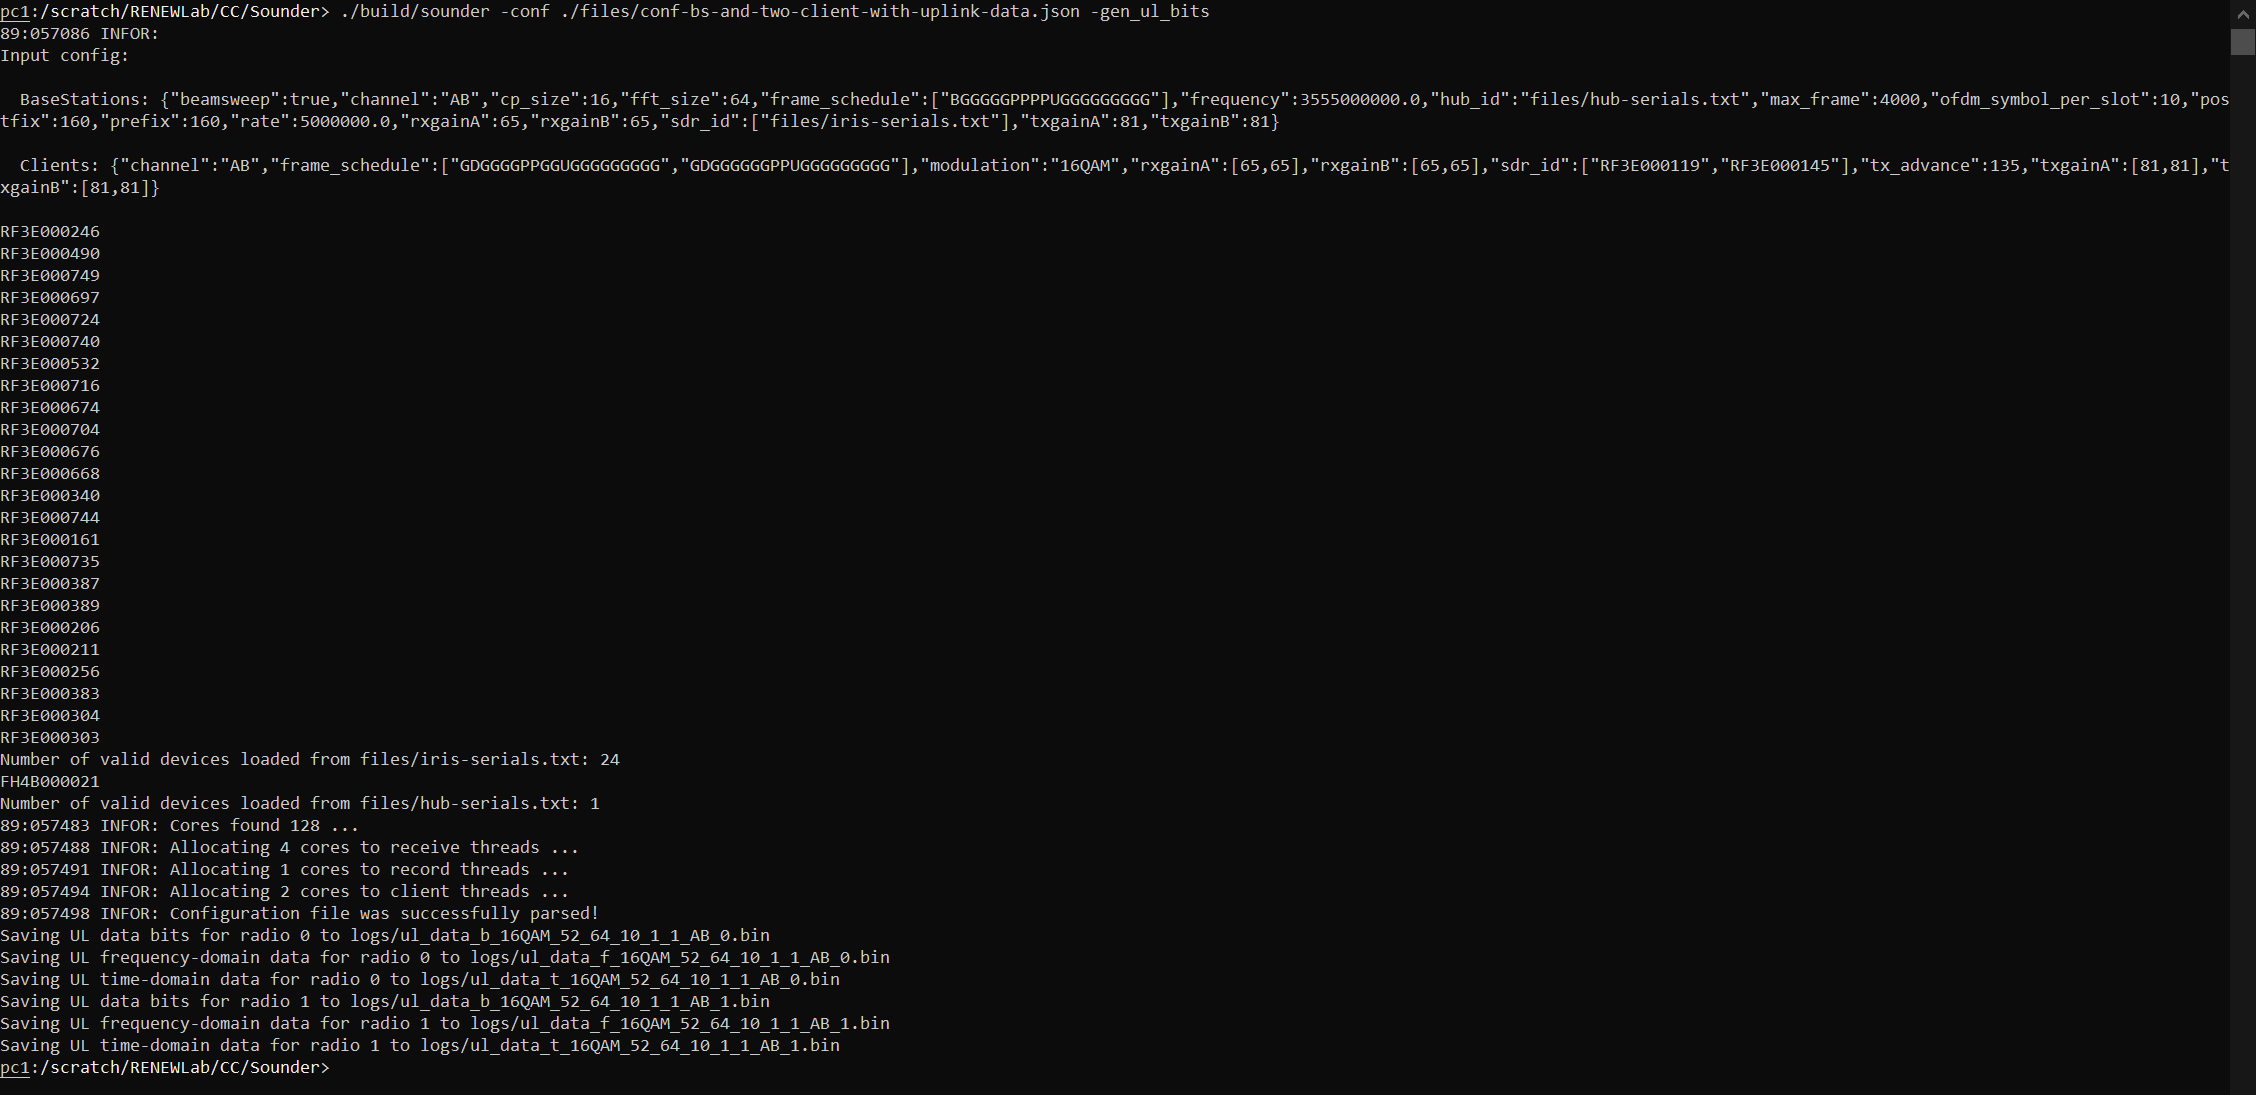 pc1:/scratch/RENEWLab/CC/Sounder> ./build/sounder -conf ./files/conf-bs-and-two-client-with-uplink-data.json -gen_ul_bits
89:057086 INFOR:
Input config:
  BaseStations: {"beamsweep":true,"channel":"AB","cp_size":16,"fft_size":64,"frame_schedule":["BGGGGGPPPPUGGGGGGGGG"],"frequency":3555000000.0,"hub_id":"files/hub-serials.txt","max_frame":4000,"ofdm_symbol_per_slot":10,"pos
tfix":160,"prefix":160,"rate":5000000.0,"rxgainA":65,"rxgainB":65,"sdr_id":["files/iris-serials.txt"],"txgainA":81,"txgainB":81}
  Clients: {"channel":"AB","frame_schedule":["GDGGGGPPGGUGGGGGGGGG","GDGGGGGGPPUGGGGGGGGG"],"modulation":"16QAM","rxgainA":[65,65],"rxgainB":[65,65],"sdr_id":["RF3E000119","RF3E000145"],"tx_advance":135,"txgainA":[81,81],"t
xgainB":[81,81]}
RF3E000246
RF3E000490
RF3E000749
RF3E000697
RF3E000724
RF3E000740
RF3E000532
RF3E000716
RF3E000674
RF3E000704
RF3E000676
RF3E000668
RF3E000340
RF3E000744
RF3E000161
RF3E000735
RF3E000387
RF3E000389
RF3E000206
RF3E000211
RF3E000256
RF3E000383
RF3E000304
RF3E000303
Number of valid devices loaded from files/iris-serials.txt: 24
FH4B000021
Number of valid devices loaded from files/hub-serials.txt: 1
89:057483 INFOR: Cores found 128 ...
89:057488 INFOR: Allocating 4 cores to receive threads ...
89:057491 INFOR: Allocating 1 cores to record threads ...
89:057494 INFOR: Allocating 2 cores to client threads ...
89:057498 INFOR: Configuration file was successfully parsed!
Saving UL data bits for radio 0 to logs/ul_data_b_16QAM_52_64_10_1_1_AB_0.bin
Saving UL frequency-domain data for radio 0 to logs/ul_data_f_16QAM_52_64_10_1_1_AB_0.bin
Saving UL time-domain data for radio 0 to logs/ul_data_t_16QAM_52_64_10_1_1_AB_0.bin
Saving UL data bits for radio 1 to logs/ul_data_b_16QAM_52_64_10_1_1_AB_1.bin
Saving UL frequency-domain data for radio 1 to logs/ul_data_f_16QAM_52_64_10_1_1_AB_1.bin
Saving UL time-domain data for radio 1 to logs/ul_data_t_16QAM_52_64_10_1_1_AB_1.bin
pc1:/scratch/RENEWLab/CC/Sounder>